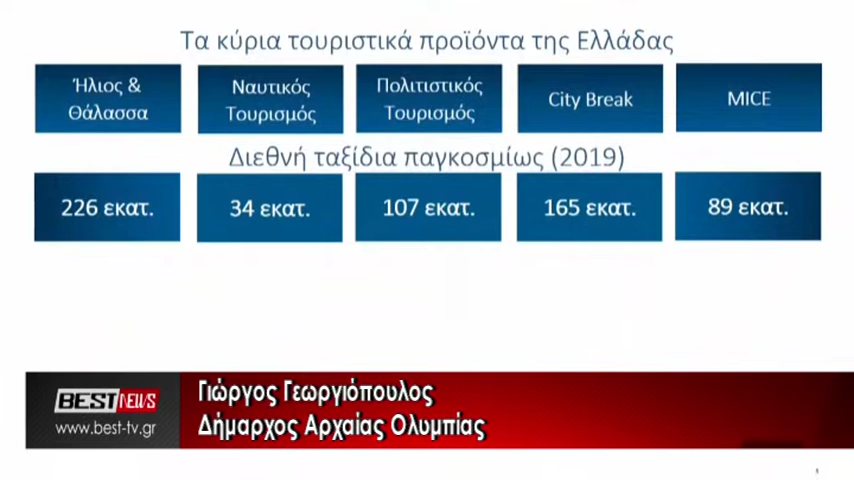 Τα κύρια τουριστικά προϊόντα της Ελλάδας
Ήλιος &
Θάλασσα
Ναυτικός
Τουρισμός
Πολιτιστικός
Τουρισμός
City Break
MICE
Διεθνή ταξίδια παγκοσμίως (2019)
226 εκατ.
34 εκατ.
107 εκατ.
165 εκατ.
89 εκατ.
BEST NEWS
www.best-tv.gr
Γιώργος Γεωργιόπουλος
Δήμαρχος Αρχαίας Ολυμπίας